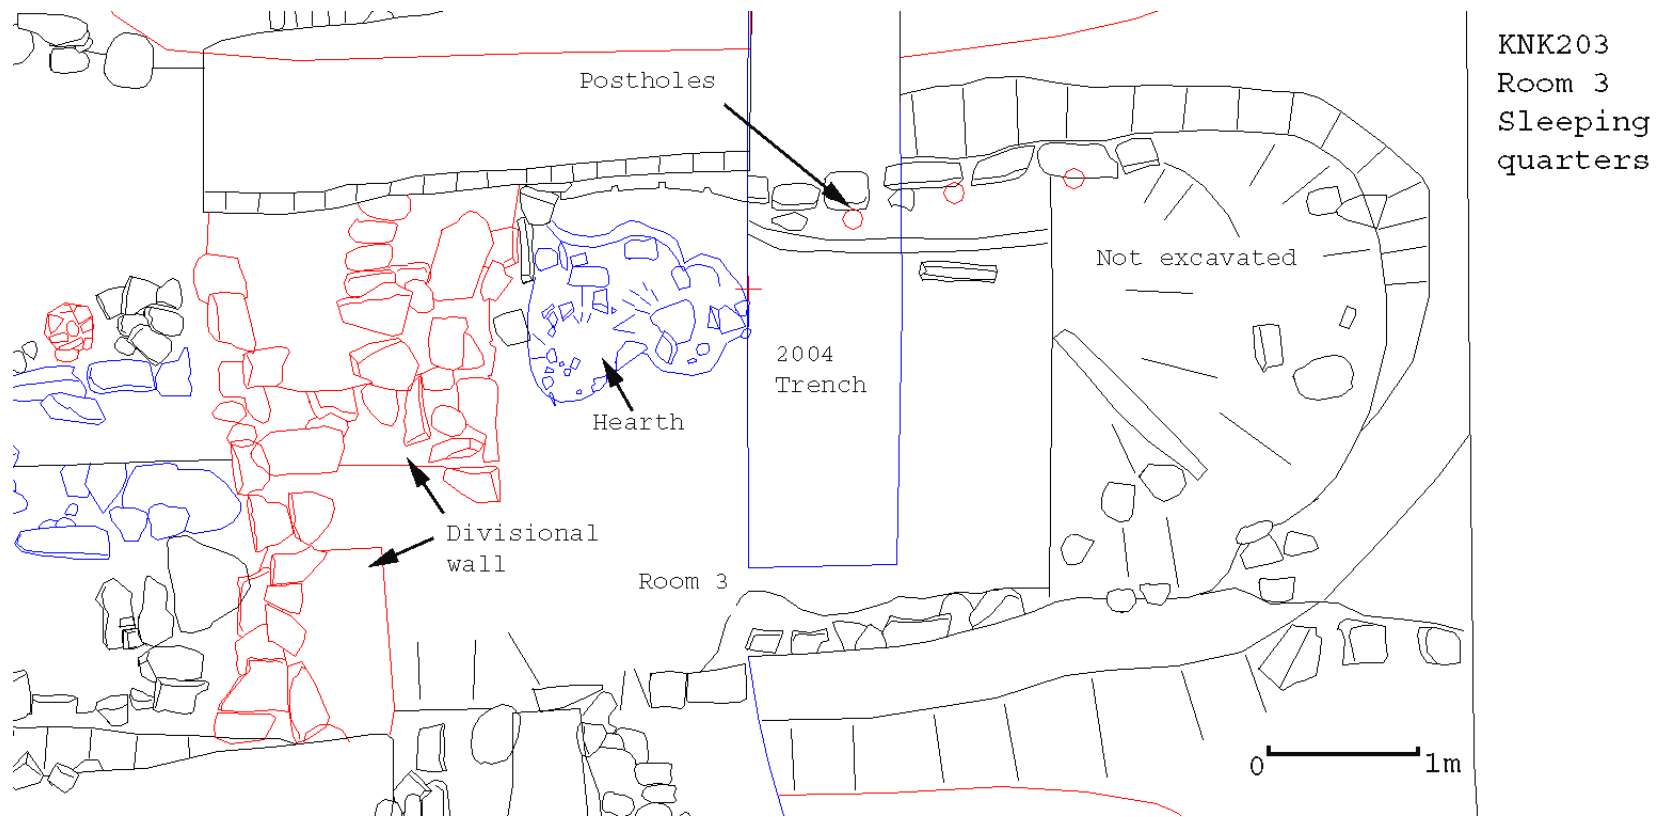 KNK203
Room 3
Sleeping
quarters
Postholes
Not excavated
2004
Trench
Hearth
Divisional
wall
Room 3
0 1m